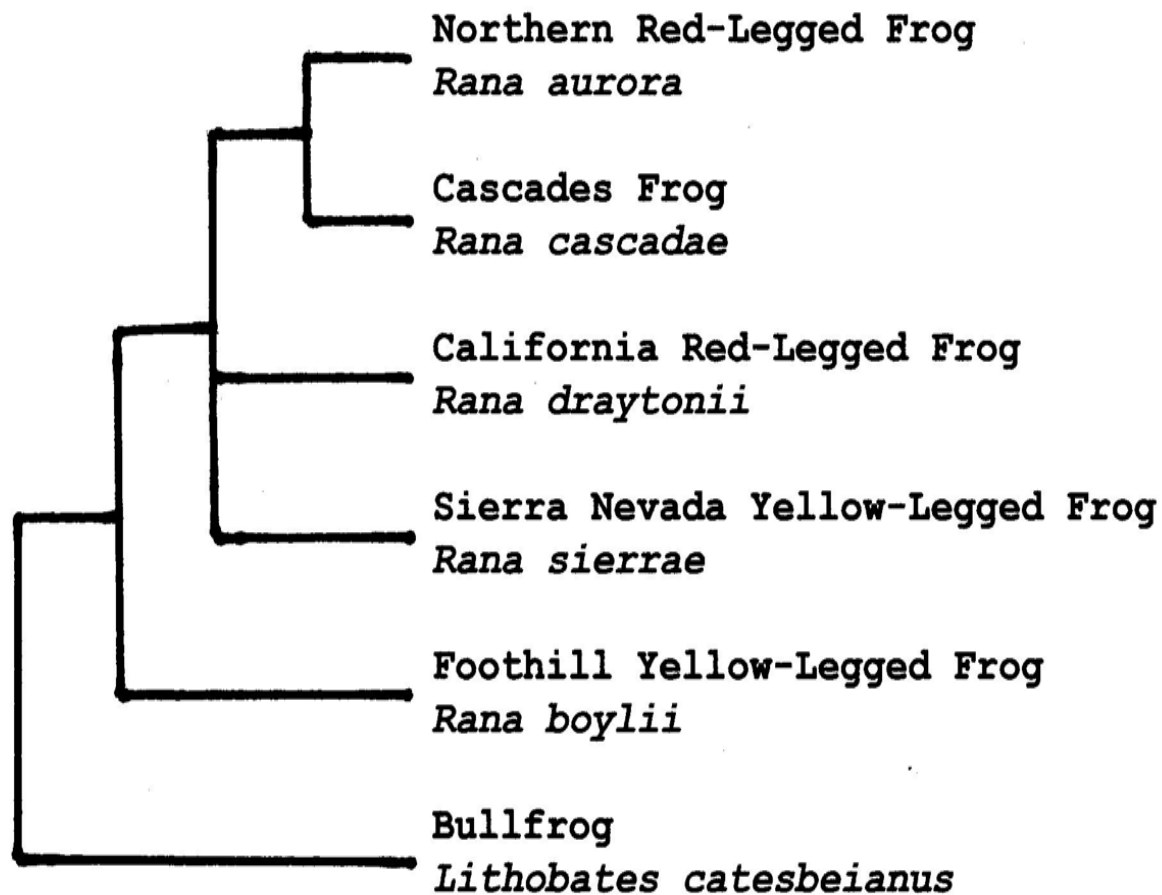 Northern Red-Legged Frog
Rana aurora
Cascades Frog
Rana cascadae
California Red-Legged Frog
Rana draytonii
Sierra Nevada Yellow-Legged Frog
Rana sierrae
Foothill Yellow-Legged Frog
Rana boylii
Bullfrog
Lithobates catesbeianus